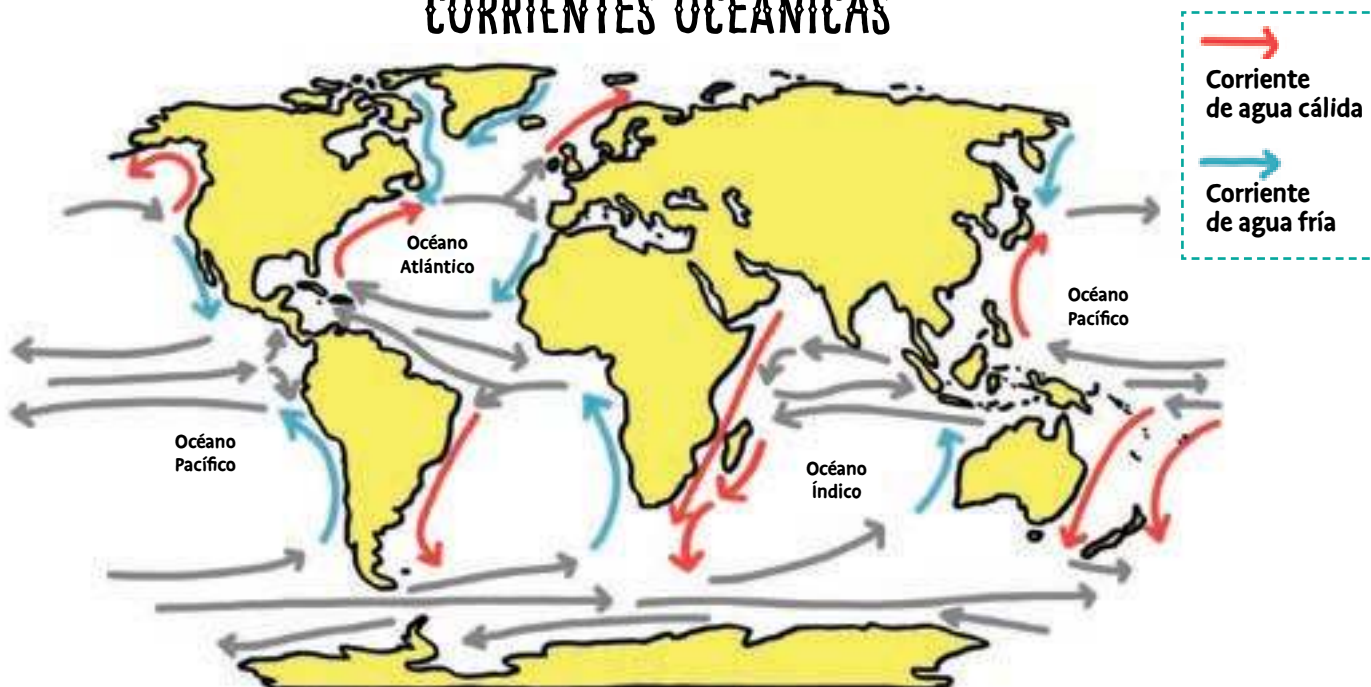 CORRIENTES OCEÁNICAS
Corriente
de agua cálida
Corriente
de agua fría
Océano
Atlántico
Océano
Pacífico
Océano
Pacífico
Océano
Índico